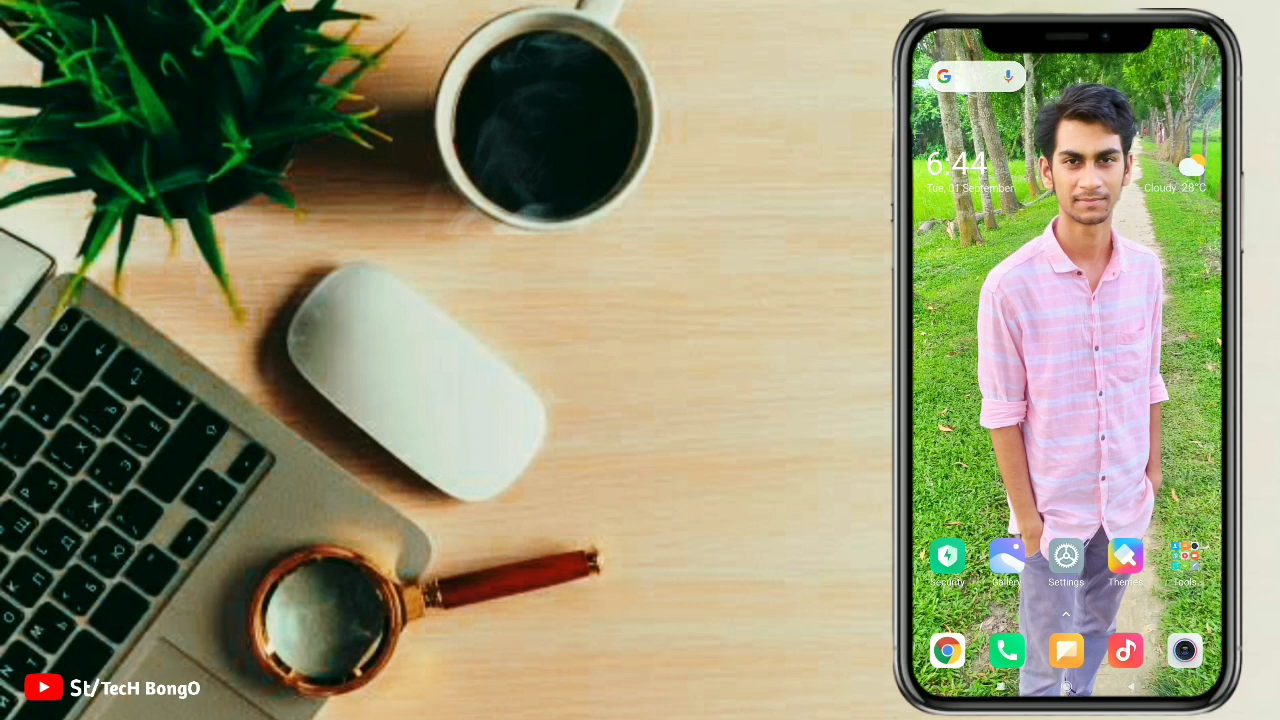 6:44
Tue, 01 September
Cloudy 28°C
Security
Gallery
Settings
Themes
Tools
St/TecH BongO